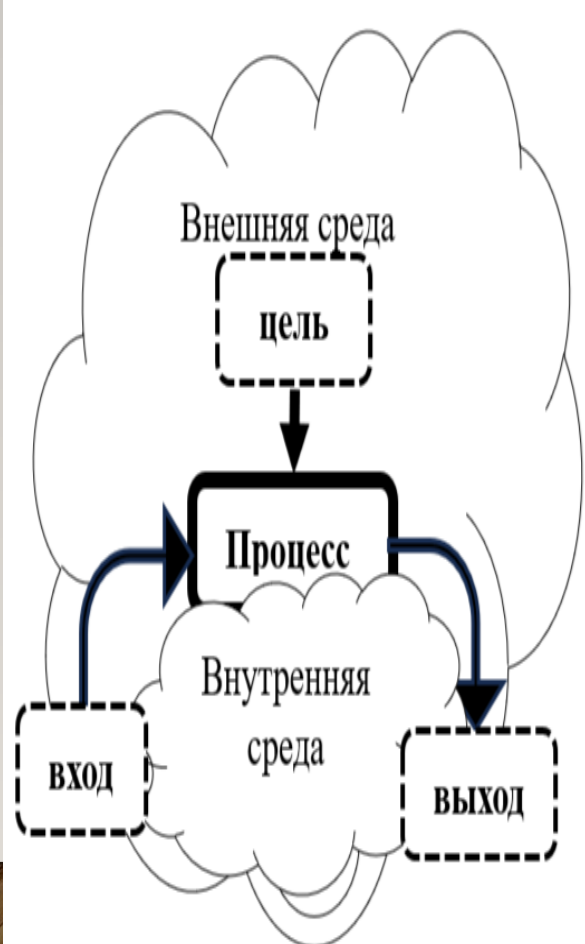 Внешняя среда
цель
Процесс
Внутренняя
среда
вход
выход